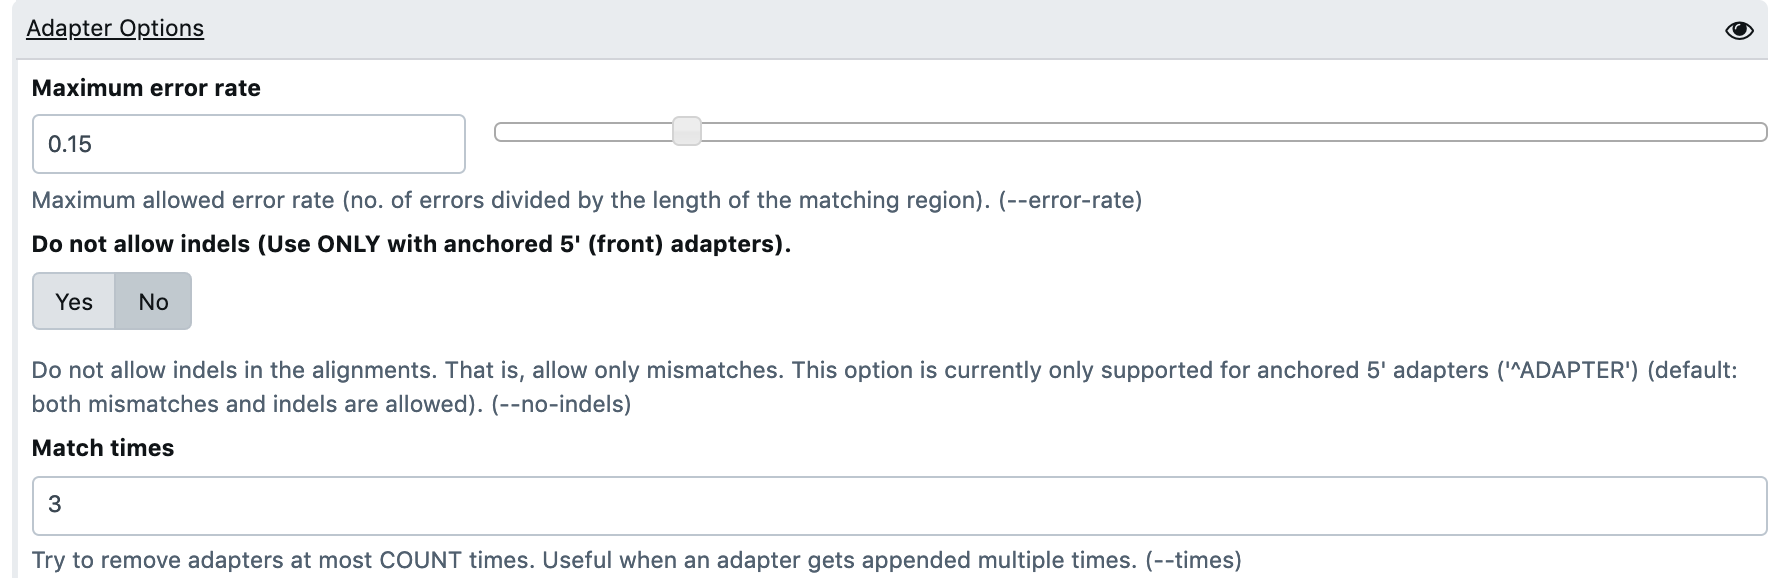 Adapter Options
Maximum error rate
0.15
Maximum allowed error rate (no. of errors divided by the length of the matching region). (--error-rate)
Do not allow indels (Use ONLY with anchored 5' (front) adapters).
Yes No
Do not allow indels in the alignments. That is, allow only mismatches. This option is currently only supported for anchored 5' adapters ('^ADAPTER') (default:
both mismatches and indels are allowed). (--no-indels)
Match times
3
Try to remove adapters at most COUNT times. Useful when an adapter gets appended multiple times. (--times)